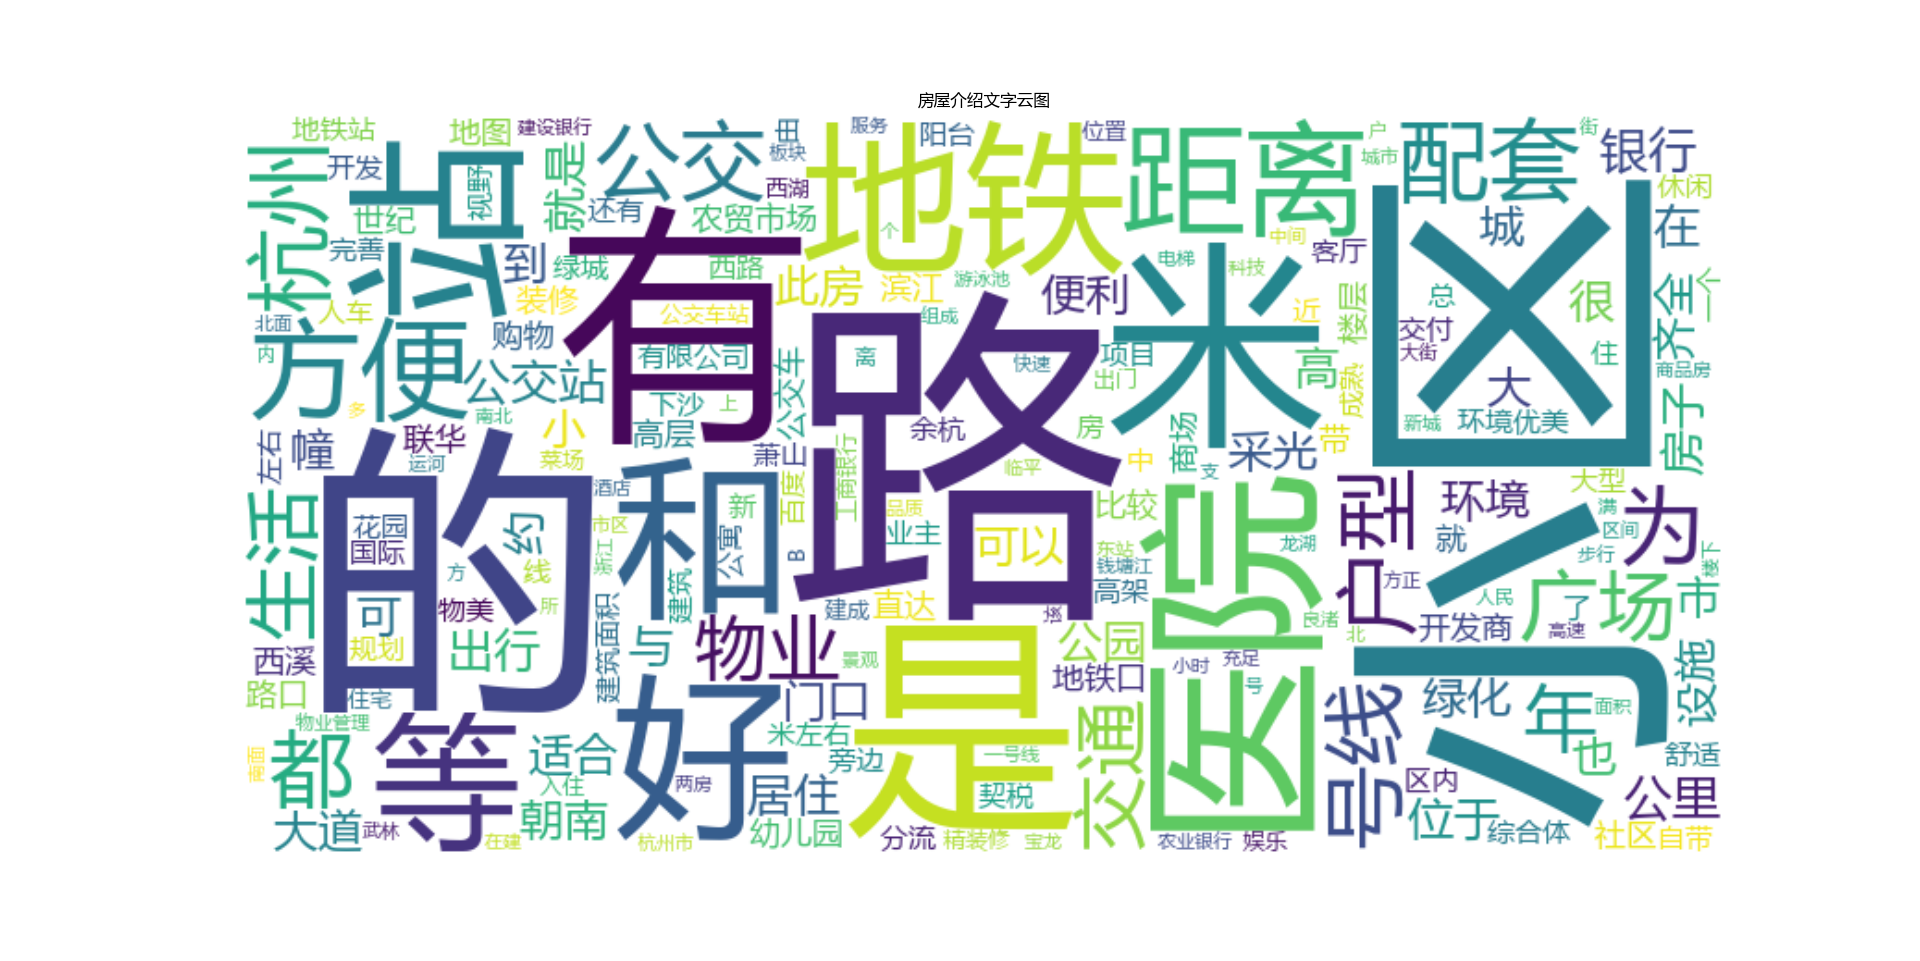 房屋介绍文字云图
地铁站
地图
建设银行
公交
田
服务
阳台
地铁
位置
距离
户
城市
配套
街
银行
杭州
开发
站
视野
就是
板块
西湖
休闲
世纪
还有
农贸市场
个
城
在
完善
沿
到
有
绿城
西路
此房
滨江
游泳池
电梯
科技
中间
客厅
小区
总
很
齐全
一个
人车
装修
公交车站
组成
便利
米
近
楼层
交付
大街
北面
内
方便
购物
有限公司
公交车
路
离
快速
项目
高
大
住
商品房
公交站
下沙
上
出门
成熟
多
南北
小
高层
余杭
房
商场
新城
环境优美
房子
左右
幢
联华
运河
菜场
萧山
工商银行
临平
中
支
采光
带
的
和
酒店
百度
品质
比较
医院
户型
环境
大型
满
为
生活
花园
国际
约
市区
新
公寓
业主
可以
东站
龙湖
就
区间
步行
楼下
浙江
方
线
B
钱塘江
高架
方正
可
物美
所
建筑
建筑面积
建成
直达
良渚
人民
了
广场
市
西溪
规划
出行
与
物业
景观
公园
北
开发商
高速
设施
路口
住宅
好
门口
是
地铁口
小时
充足
号
号线
绿化
年
面积
物业管理
等
米左右
交通
南面
都
适合
旁边
一号线
区内
也
舒适
入住
两房
居住
契税
公里
大道
武林
在建
朝南
杭州市
幼儿园
分流
精装修
宝龙
农业银行
娱乐
位于
综合体
社区
自带